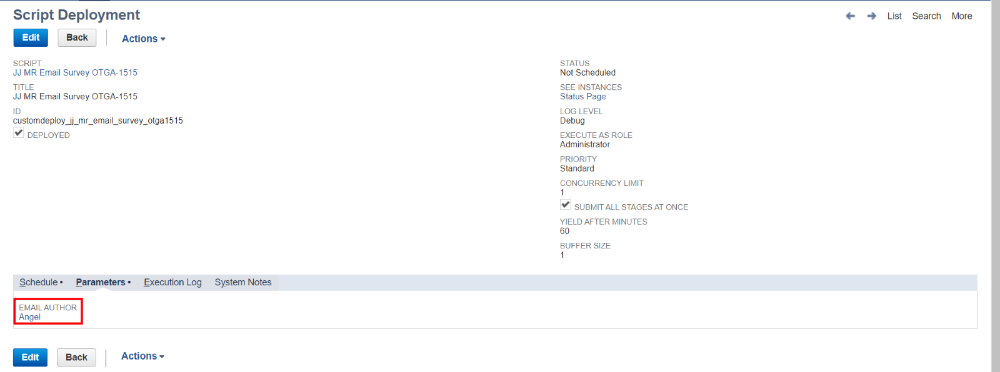 Script Deployment
List Search More
Edit Back Actions
SCRIPT
JJ MR Email Survey OTGA-1515
TITLE
JJ MR Email Survey OTGA-1515
ID
customdeploy_jj_mr_email_survey_otga1515
DEPLOYED
STATUS
Not Scheduled
SEE INSTANCES
Status Page
LOG LEVEL
Debug
EXECUTE AS ROLE
Administrator
PRIORITY
Standard
CONCURRENCY LIMIT
1
SUBMIT ALL STAGES AT ONCE
YIELD AFTER MINUTES
60
BUFFER SIZE
1
Schedule • Parameters • Execution Log System Notes
EMAIL AUTHOR
Angel
Edit Back Actions